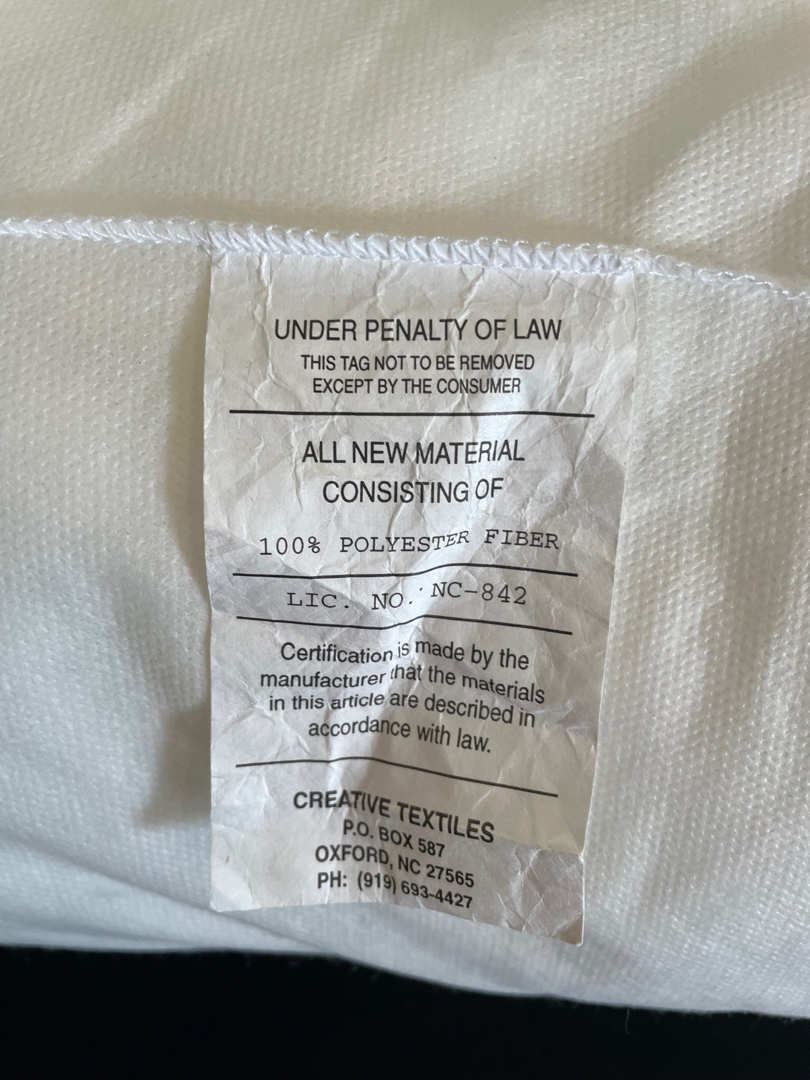 UNDER PENALTY OF LAW
THIS TAG NOT TO BE REMOVED
EXCEPT BY THE CONSUMER
ALL NEW MATERIAL
CONSISTING OF
100% POLYESTER FIBER
LIC. NO. NC-842
Certification is made by the
manufacturer that the materials
in this article are described in
accordance with law.
CREATIVE TEXTILES
P.O. BOX 587
OXFORD, NC 27565
PH: (919) 693-4427